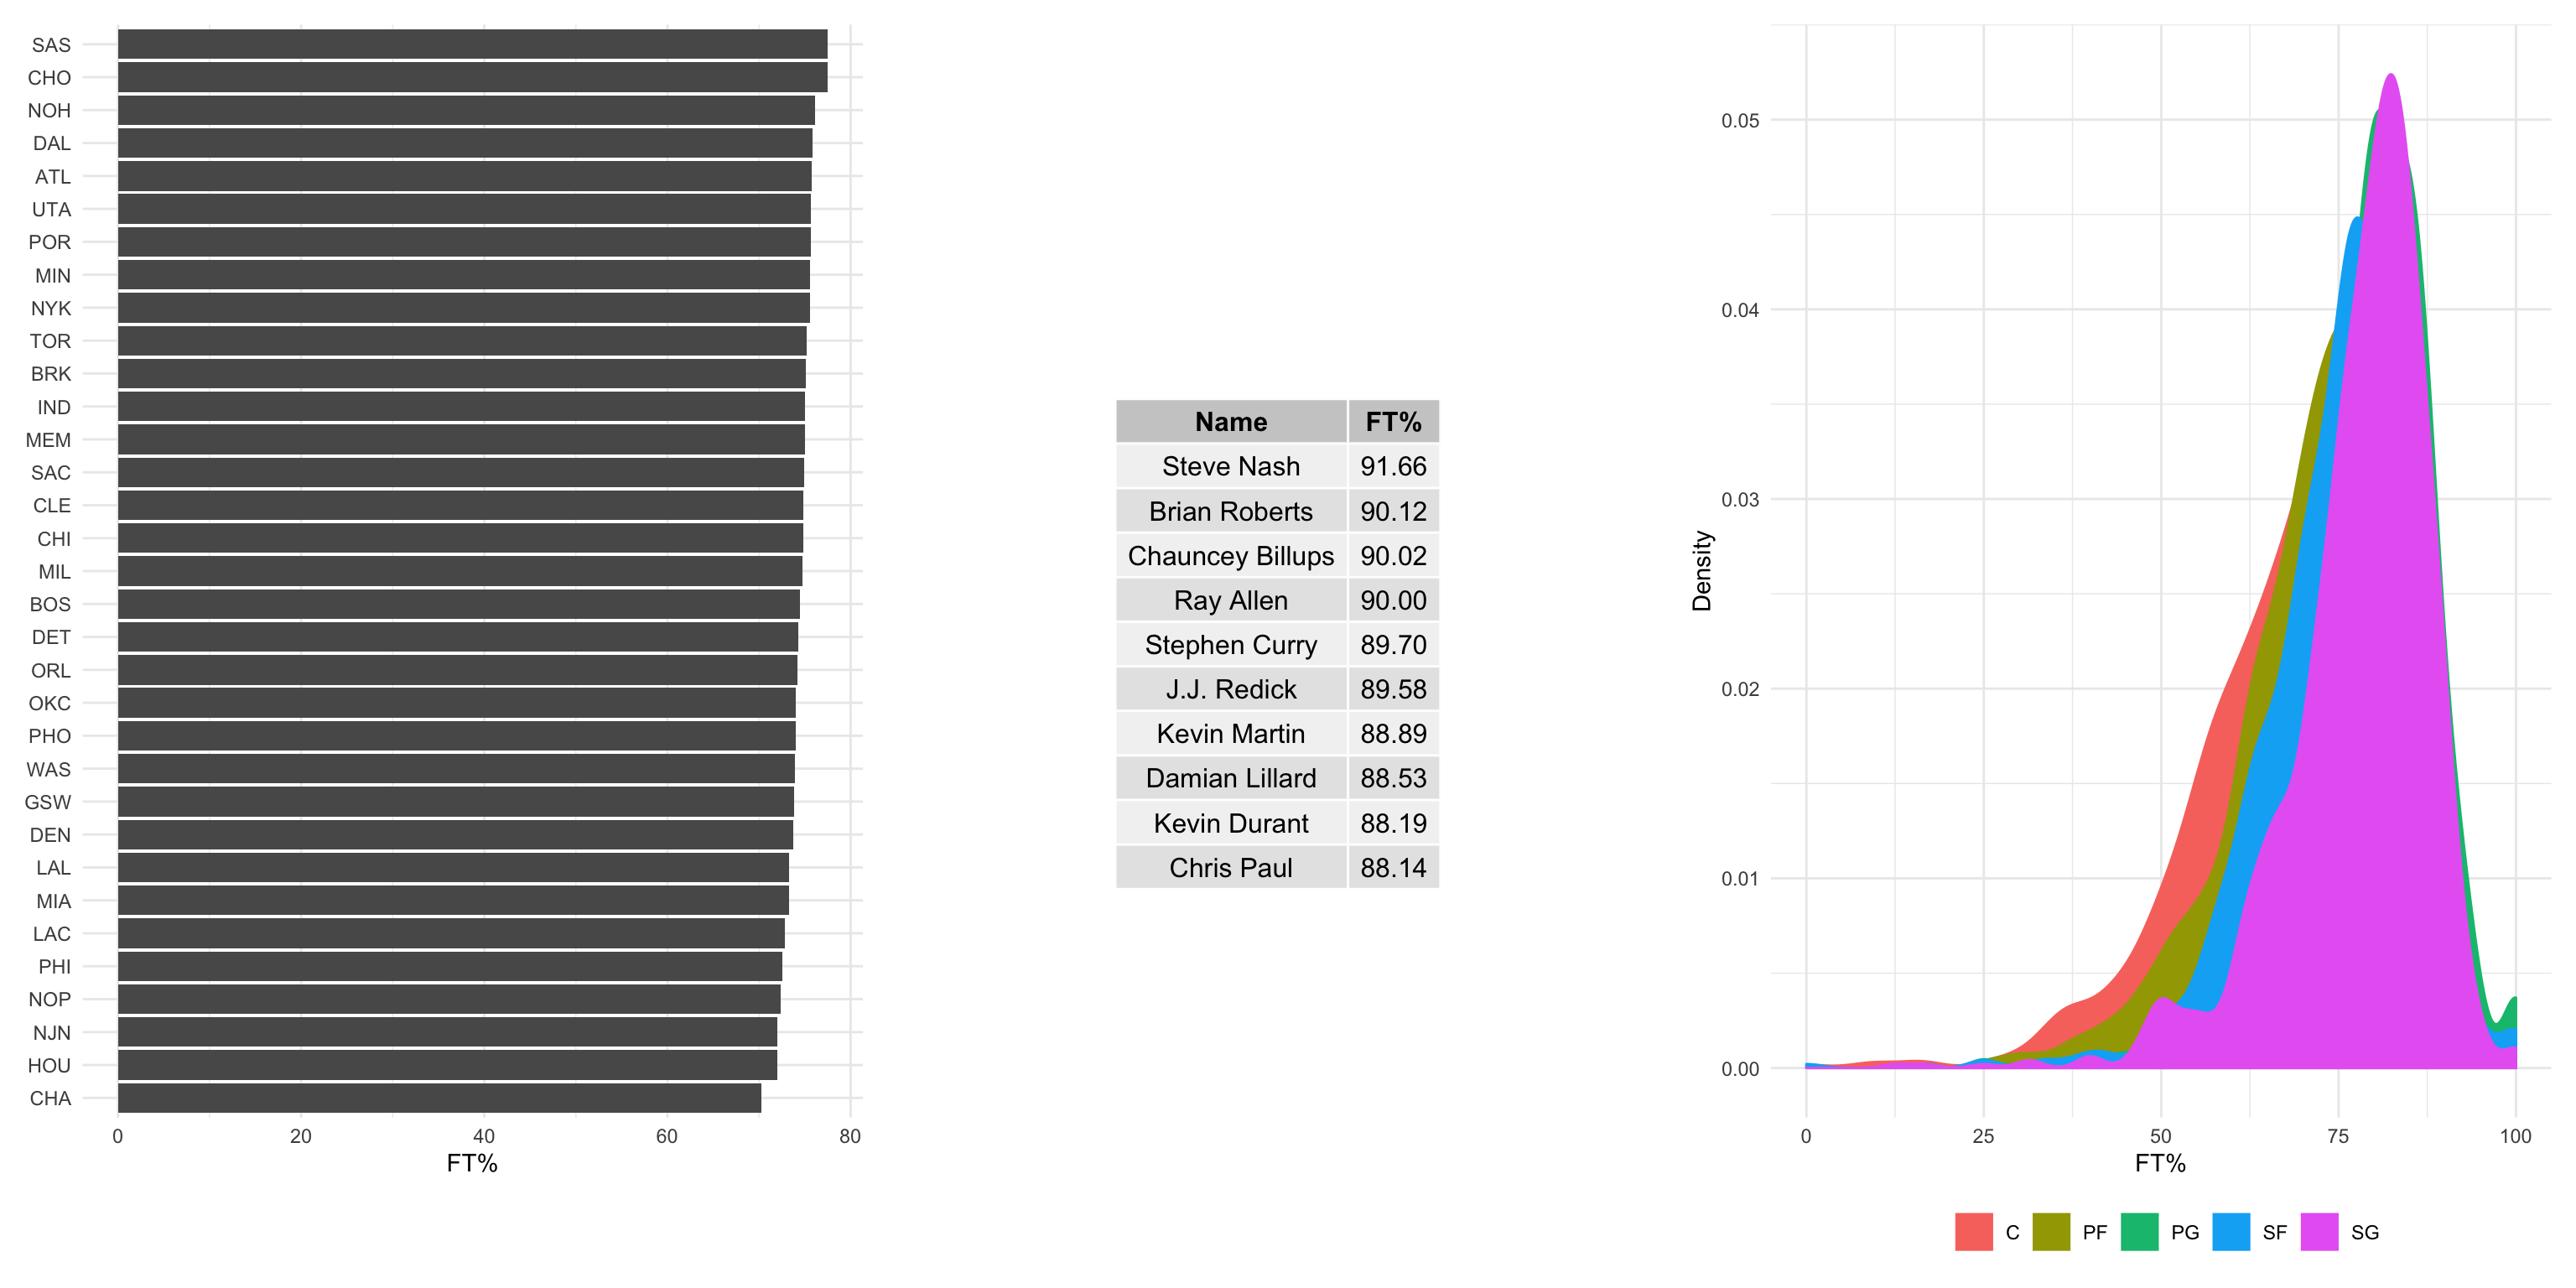 SAS
CHO
NOH
DAL
ATL
UTA
POR
MIN
NYK
TOR
BRK
IND
MEM
SAC
CLE
CHI
MIL
BOS
DET
ORL
OKC
PHO
WAS
GSW
DEN
LAL
MIA
LAC
PHI
NOP
NJN
HOU
CHA
0 20 40 60 80
FT%
Name FT%
Steve Nash 91.66
Brian Roberts 90.12
Chauncey Billups 90.02
Ray Allen 90.00
Stephen Curry 89.70
J.J. Redick 89.58
Kevin Martin 88.89
Damian Lillard 88.53
Kevin Durant 88.19
Chris Paul 88.14
Density
0.05
0.04
0.03
0.02
0.01
0.00
0 25 50 75 100
FT%
C PF PG SF SG